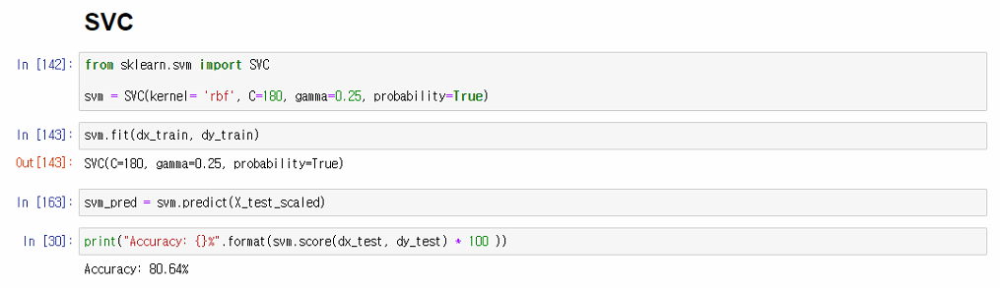 SVC
In [142]: from sklearn.svm import SVC
svm = SVC(kernel= 'rbf', C=180, gamma=0.25, probability=True)
In [143]: svm.fit(dx_train, dy_train)
Out[143]: SVC(C=180, gamma=0.25, probability=True)
In [163]: svm_pred = svm.predict(X_test_scaled)
In [30]: print("Accuracy: {}%".format(svm.score(dx_test, dy_test) * 100 ))
Accuracy: 80.64%